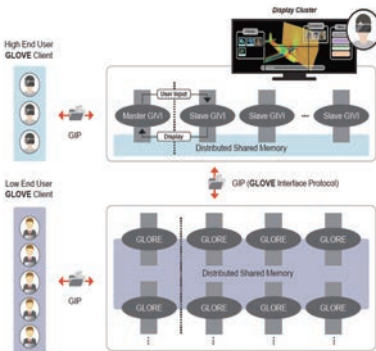 Display Cluster
High End User
GLOVE Client
User Input
Master GIVI
Slave GIVI
Slave GIVI
Slave GIVI
Display
GIP
Distributed Shared Memory
GIP (GLOVE Interface Protocol)
Low End User
GLOVE Client
GLORE
GLORE
GLORE
GLORE
Distributed Shared Memory
GIP
GLORE
GLORE
GLORE
GLORE